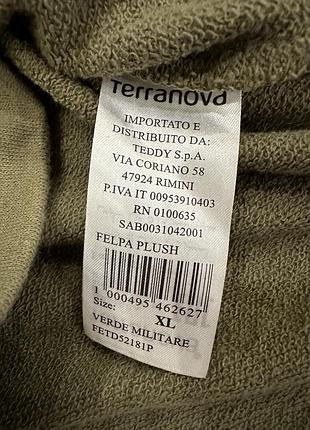 Terranova
IMPORTATO E
DISTRIBUITO DA:
TEDDY S.p.A.
VIA CORIANO 58
47924 RIMINI
P.IVA IT 00953910403
RN 0100635
SAB0031042001
FELPA PLUSH
1 000495 462627
Size: XL
VERDE MILITARE
FETD52181P